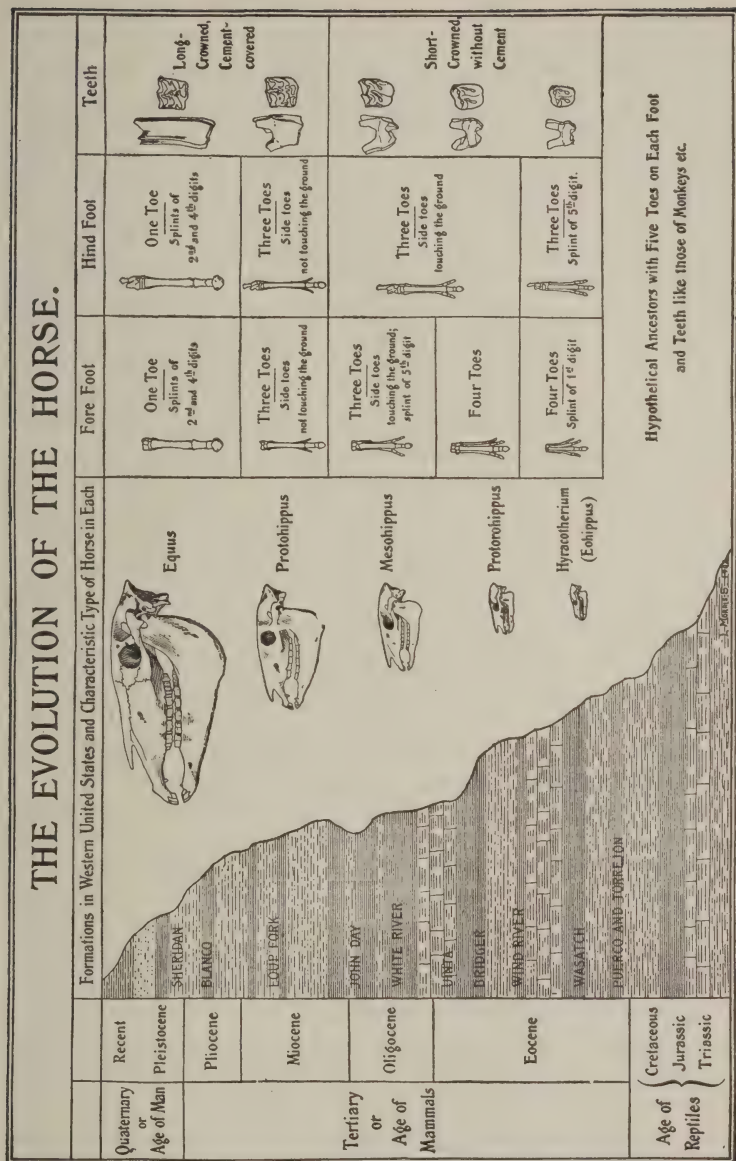 THE EVOLUTION OF THE HORSE.
Formations in Western United States and Characteristic Type of Horse in Each
Fore Foot
Hind Foot
Teeth
Quaternary
or
Age of Man
Recent
Pleistocene
SHERIDAN
Equus
One Toe
Splints of
2nd and 4th digits
One Toe
Splints of
2nd and 4th digits
Long-
Crowned,
Cement-
covered
Tertiary
or
Age of
Mammals
Pliocene
BLANCO
Miocene
LOUP FORK
Protohippus
Three Toes
Side toes
not touching the ground
Three Toes
Side toes
not touching the ground
Oligocene
JOHN DAY
WHITE RIVER
Mesohippus
Three Toes
Side toes
touching the ground;
splint of 5th digit
Three Toes
Side toes
touching the ground
Short-
Crowned,
without
Cement
Eocene
UINTA
BRIDGER
WIND RIVER
Protorohippus
Four Toes
WASATCH
Hyracotherium
(Eohippus)
Four Toes
Splint of 1st digit
Three Toes
Splint of 5th digit.
PUERCO AND TORREJON
Age of
Reptiles
Cretaceous
Jurassic
Triassic
Hypothetical Ancestors with Five Toes on Each Foot
and Teeth like those of Monkeys etc.